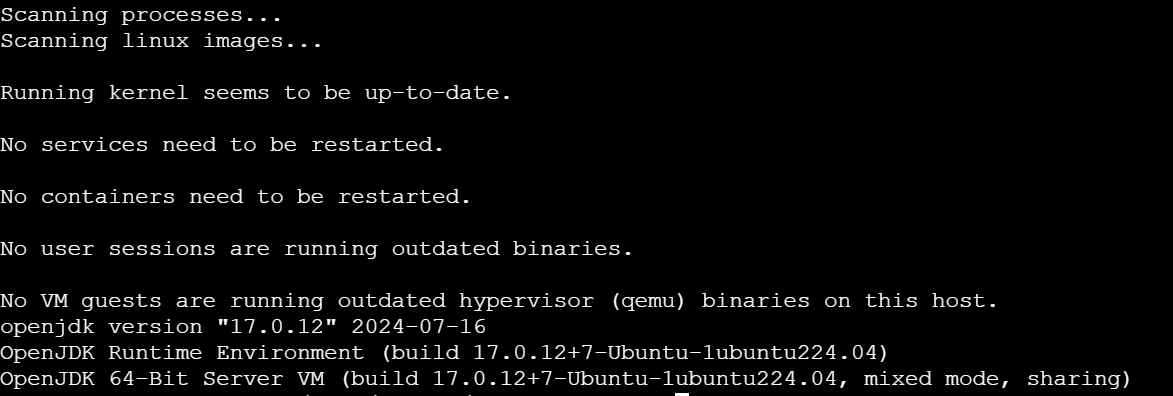 Scanning processes...
Scanning linux images...
Running kernel seems to be up-to-date.
No services need to be restarted.
No containers need to be restarted.
No user sessions are running outdated binaries.
No VM guests are running outdated hypervisor (qemu) binaries on this host.
openjdk version "17.0.12" 2024-07-16
OpenJDK Runtime Environment (build 17.0.12+7-Ubuntu-1ubuntu224.04)
OpenJDK 64-Bit Server VM (build 17.0.12+7-Ubuntu-1ubuntu224.04, mixed mode, sharing)